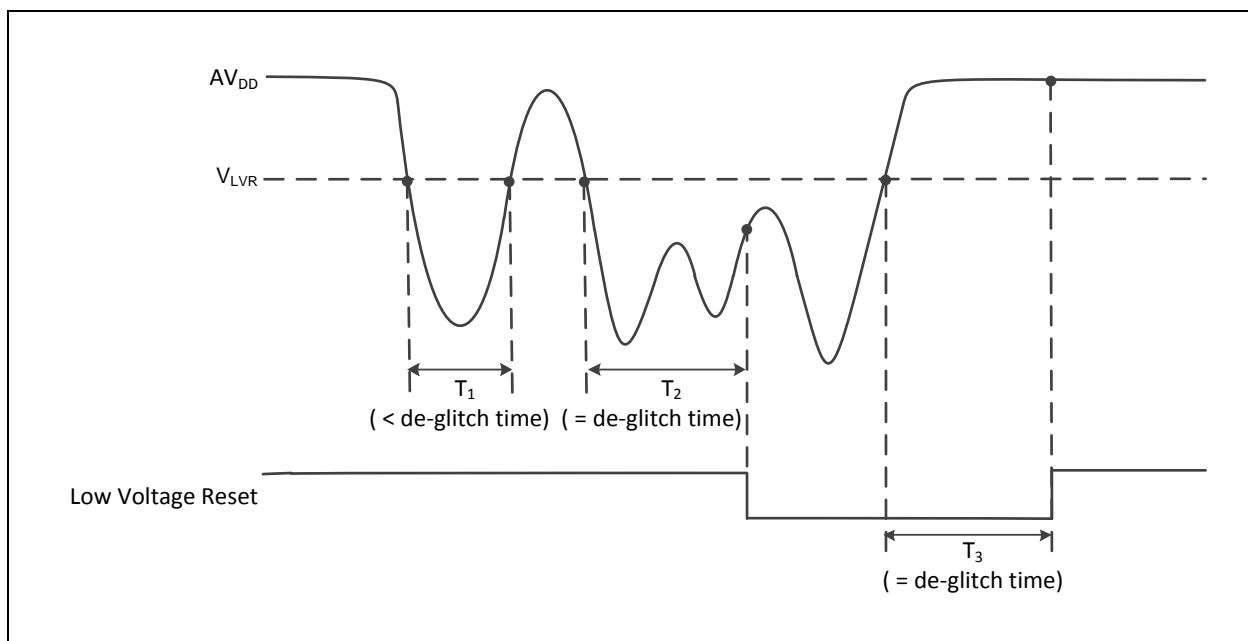 AVDD
VLVR
T1
( < de-glitch time)
T2
( = de-glitch time)
Low Voltage Reset
T3
( = de-glitch time)